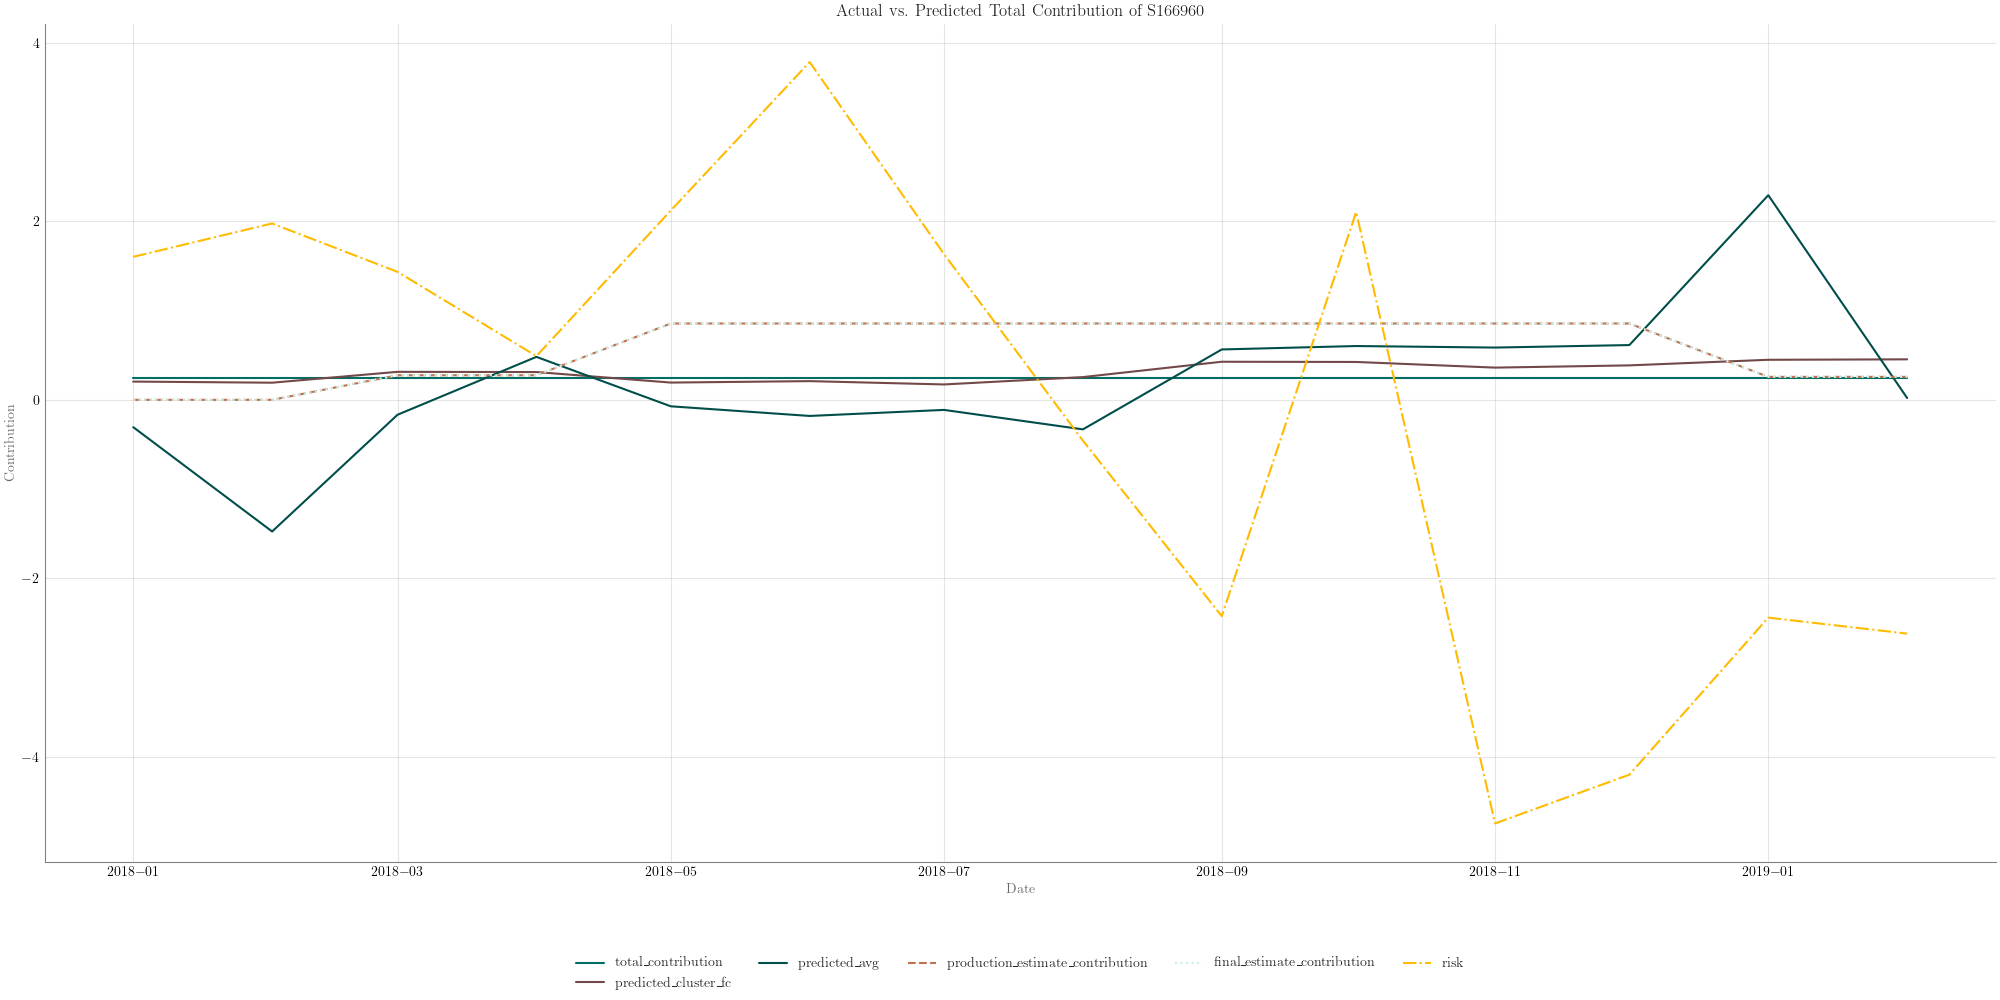 Actual vs. Predicted Total Contribution of S166960
4
2
0
−2
−4
Contribution
2018−01 2018−03 2018−05 2018−07 2018−09 2018−11 2019−01
Date
total_contribution predicted_avg production_estimate_contribution final_estimate_contribution risk
predicted_cluster_fc